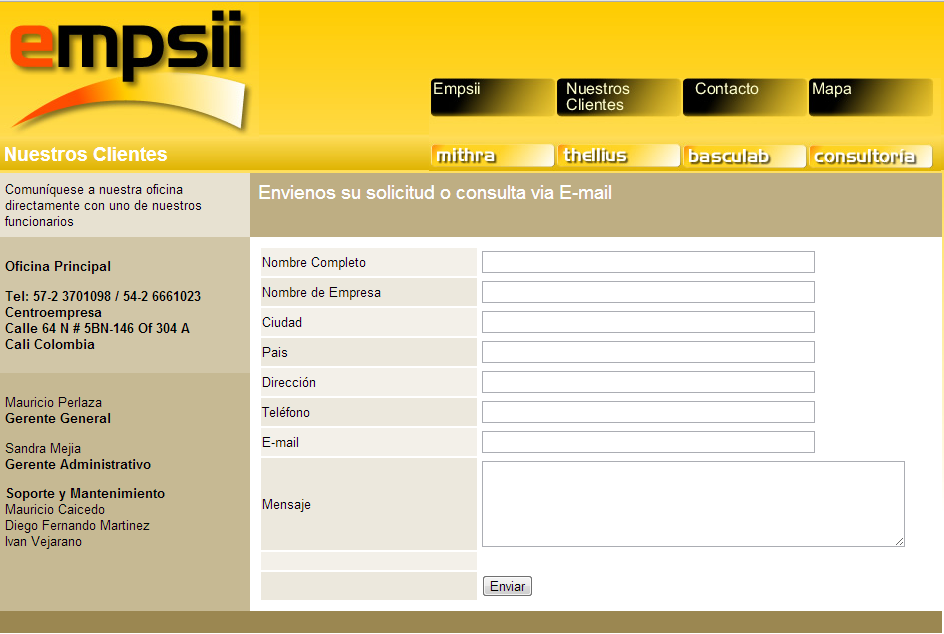 empsii
Empsii
Nuestros
Clientes
Contacto
Mapa
Nuestros Clientes
mithra
thellius
basculab
consultoria
Comuníquese a nuestra oficina
directamente con uno de nuestros
funcionarios
Oficina Principal
Tel: 57-2 3701098 / 54-2 6661023
Centroempresa
Calle 64 N # 5BN-146 Of 304 A
Cali Colombia
Mauricio Perlaza
Gerente General
Sandra Mejia
Gerente Administrativo
Soporte y Mantenimiento
Mauricio Caicedo
Diego Fernando Martinez
Ivan Vejarano
Envienos su solicitud o consulta via E-mail
Nombre Completo
Nombre de Empresa
Ciudad
Pais
Dirección
Teléfono
E-mail
Mensaje
Enviar